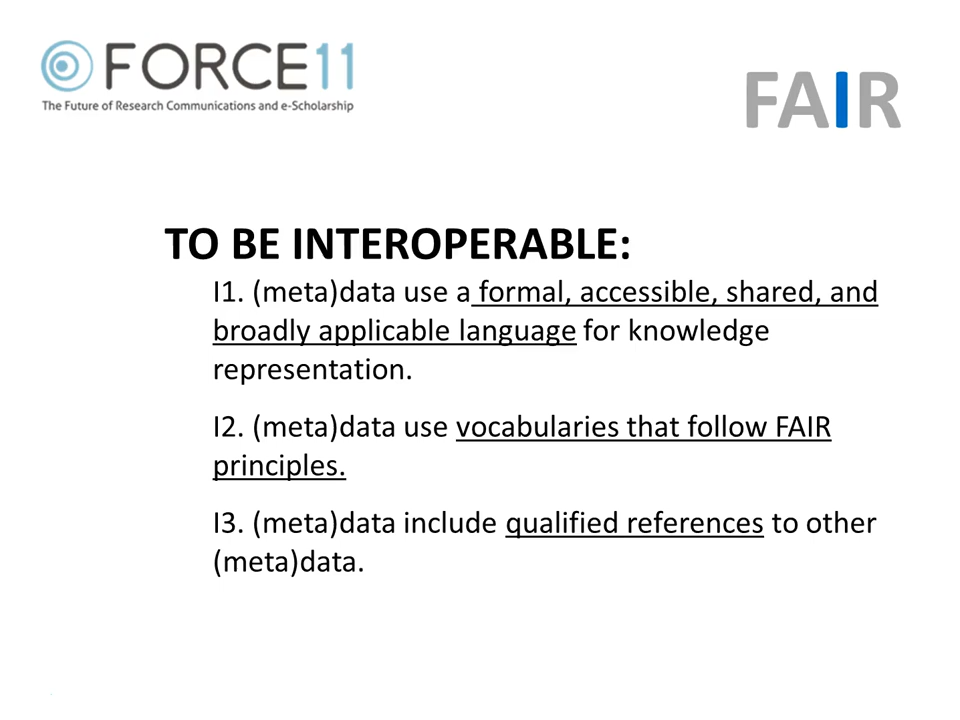 FORCE11
The Future of Research Communications and e-Scholarship
FAIR
TO BE INTEROPERABLE:
I1. (meta)data use a formal, accessible, shared, and
broadly applicable language for knowledge
representation.
I2. (meta)data use vocabularies that follow FAIR
principles.
I3. (meta)data include qualified references to other
(meta)data.